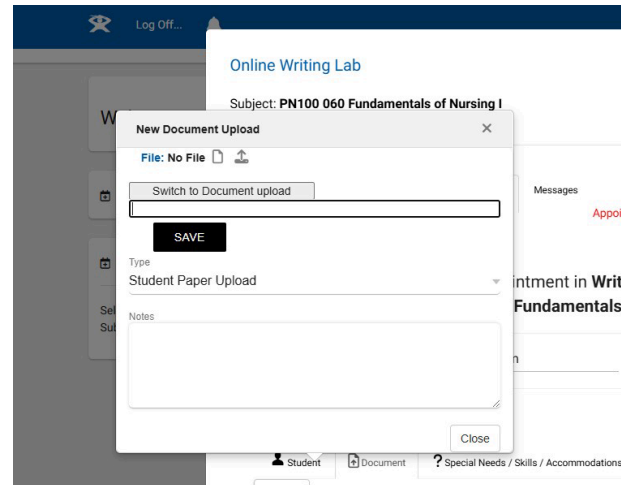 Log Off...
Online Writing Lab
Subject: PN100 060 Fundamentals of Nursing I
W
New Document Upload
×
File: No File
Switch to Document upload
Messages
Appoi
SAVE
Type
Student Paper Upload
intment in Writ
Fundamentals
Sel
Sub
Notes
n
Close
Student
Document
? Special Needs / Skills / Accommodations